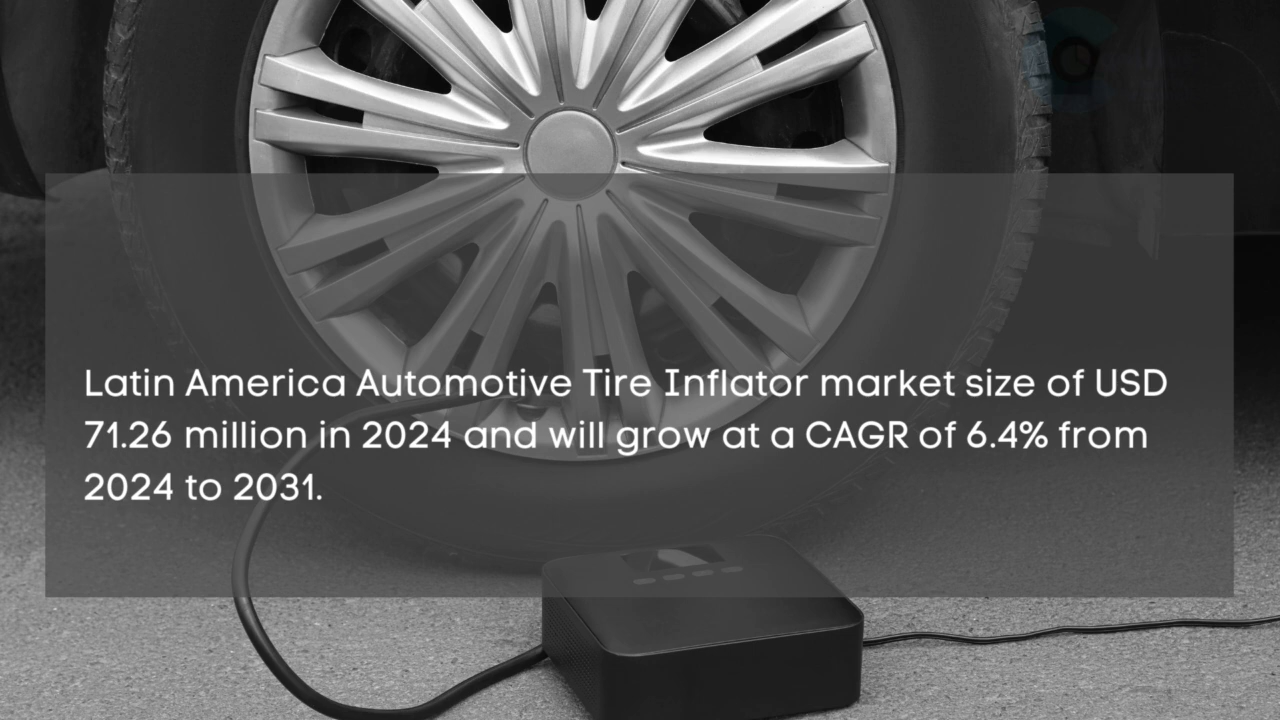 Latin America Automotive Tire Inflator market size of USD
71.26 million in 2024 and will grow at a CAGR of 6.4% from
2024 to 2031.